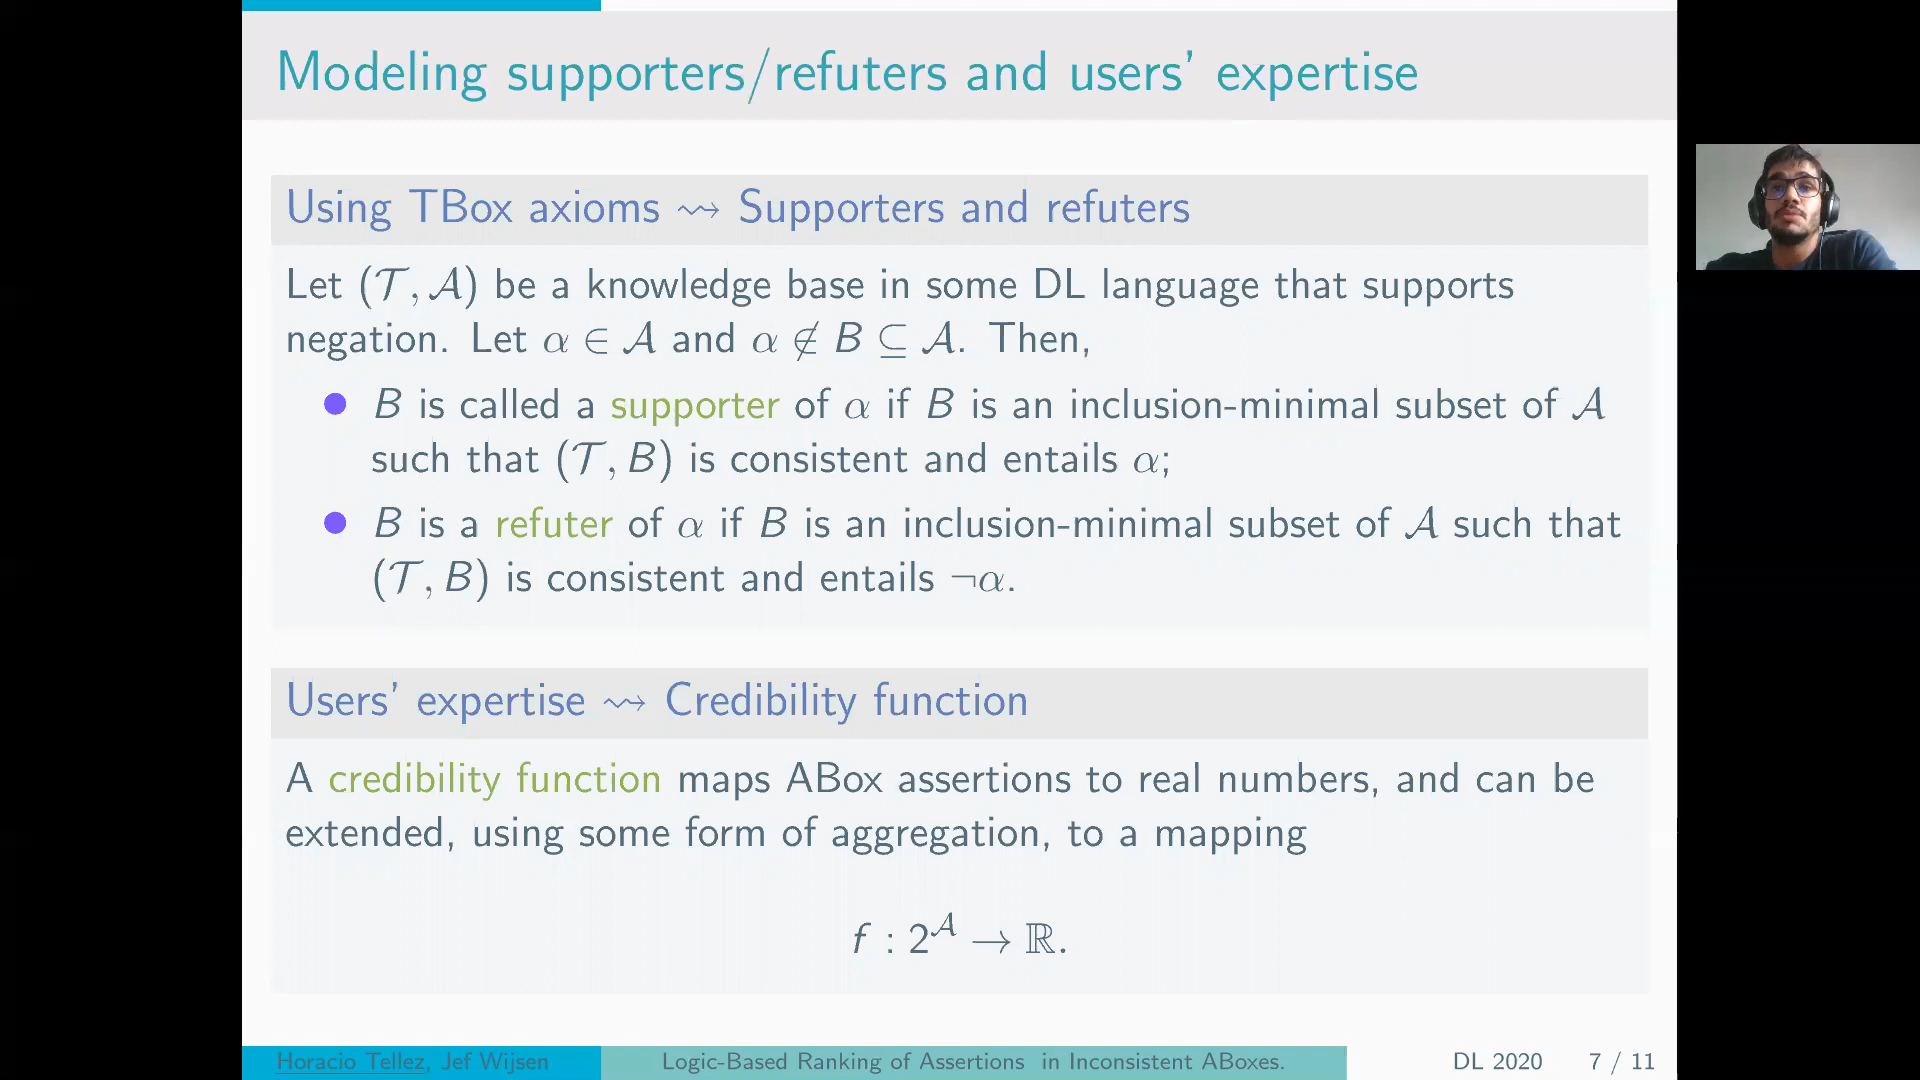 Modeling supporters/refuters and users' expertise
Using TBox axioms ⇝ Supporters and refuters
Let (𝒯, 𝒜) be a knowledge base in some DL language that supports
negation. Let α ∈ 𝒜 and α ∉ B ⊆ 𝒜. Then,
● B is called a supporter of α if B is an inclusion-minimal subset of 𝒜
such that (𝒯, B) is consistent and entails α;
● B is a refuter of α if B is an inclusion-minimal subset of 𝒜 such that
(𝒯, B) is consistent and entails ¬α.
Users' expertise ⇝ Credibility function
A credibility function maps ABox assertions to real numbers, and can be
extended, using some form of aggregation, to a mapping
f : 2^𝒜 → ℝ.
Horacio Tellez, Jef Wijsen Logic-Based Ranking of Assertions in Inconsistent ABoxes. DL 2020 7 / 11